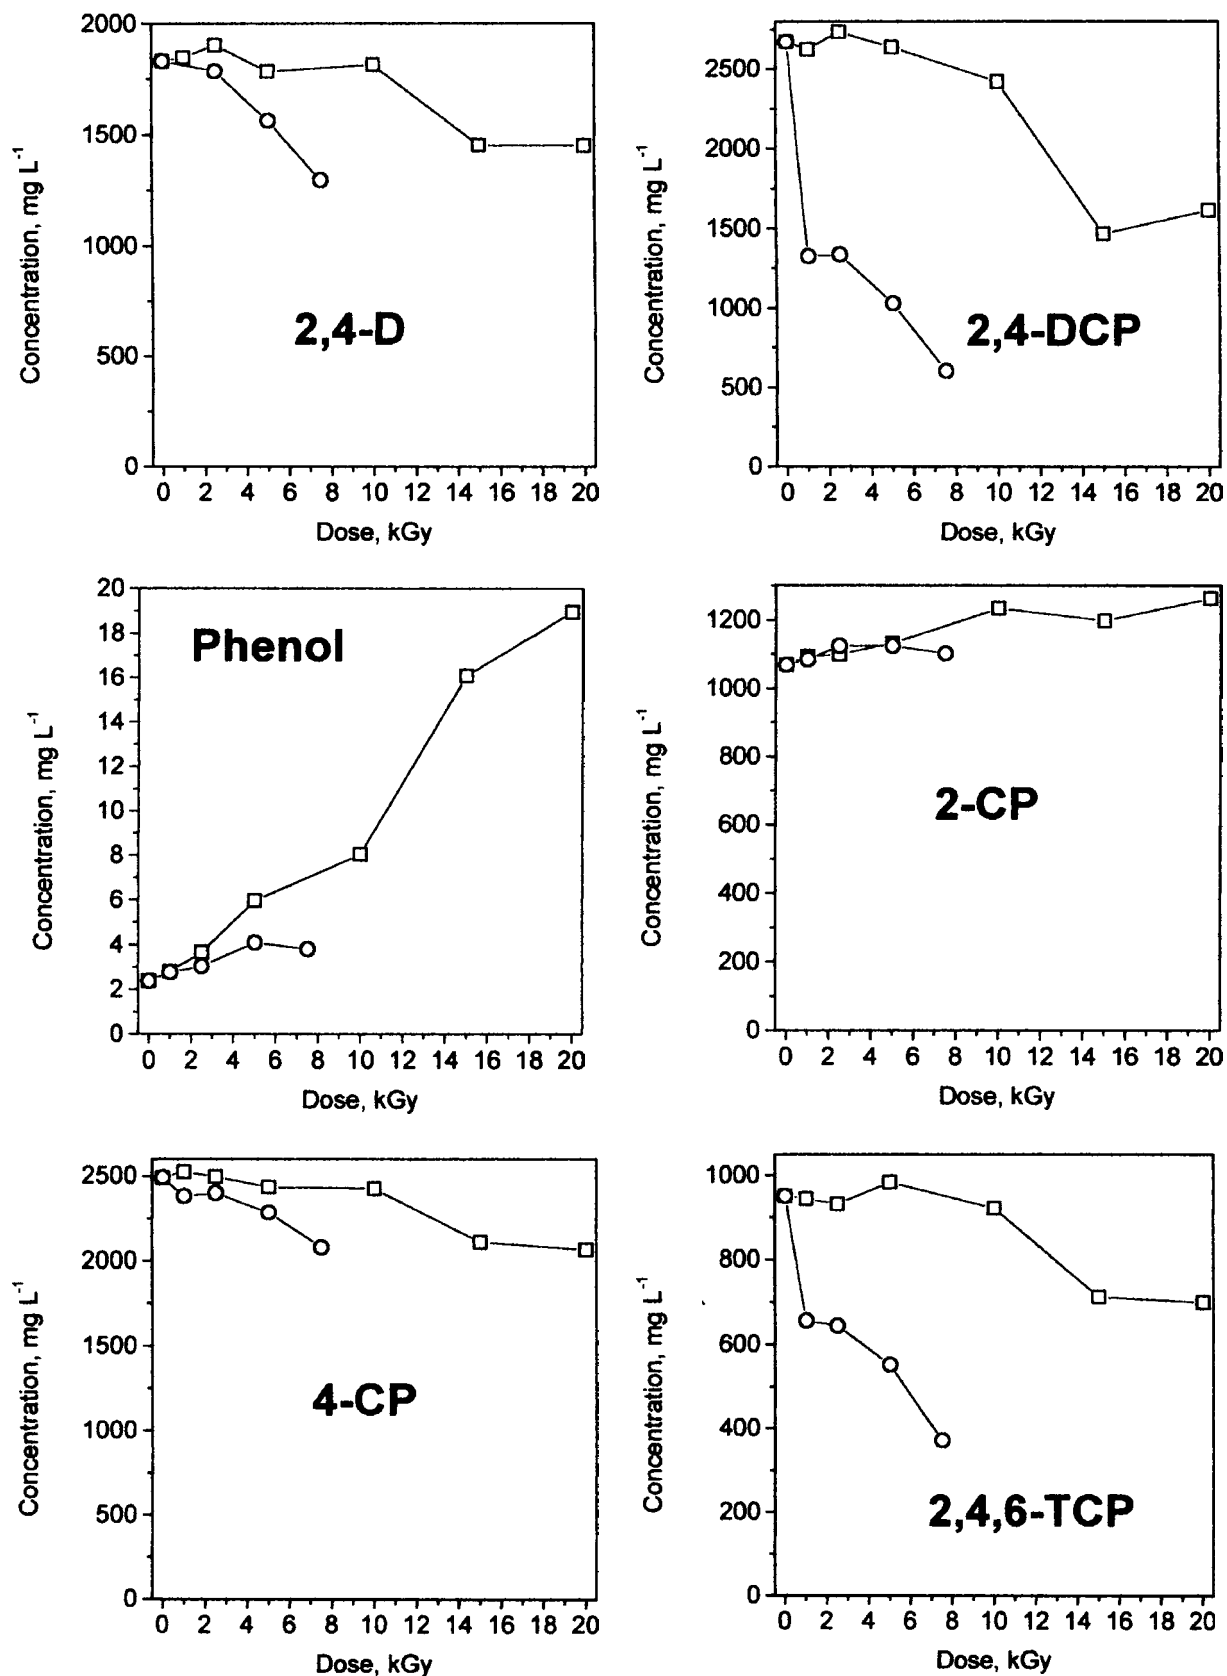 2000
1500
1000
500
0
Concentration, mg L-1
2,4-D
0 2 4 6 8 10 12 14 16 18 20
Dose, kGy
2500
2000
1500
1000
500
0
Concentration, mg L-1
2,4-DCP
0 2 4 6 8 10 12 14 16 18 20
Dose, kGy
20
18
16
14
12
10
8
6
4
2
0
Concentration, mg L-1
Phenol
0 2 4 6 8 10 12 14 16 18 20
Dose, kGy
1200
1000
800
600
400
200
0
Concentration, mg L-1
2-CP
0 2 4 6 8 10 12 14 16 18 20
Dose, kGy
2500
2000
1500
1000
500
0
Concentration, mg L-1
4-CP
0 2 4 6 8 10 12 14 16 18 20
Dose, kGy
1000
800
600
400
200
0
Concentration, mg L-1
2,4,6-TCP
0 2 4 6 8 10 12 14 16 18 20
Dose, kGy